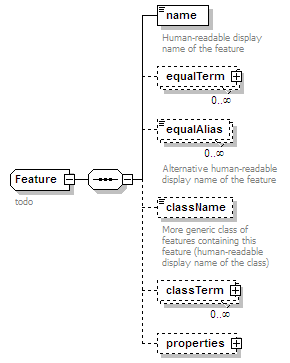 name
Human-readable display
name of the feature
equalTerm
0..∞
equalAlias
0..∞
Alternative human-readable
display name of the feature
Feature
todo
className
More generic class of
features containing this
feature (human-readable
display name of the class)
classTerm
0..∞
properties